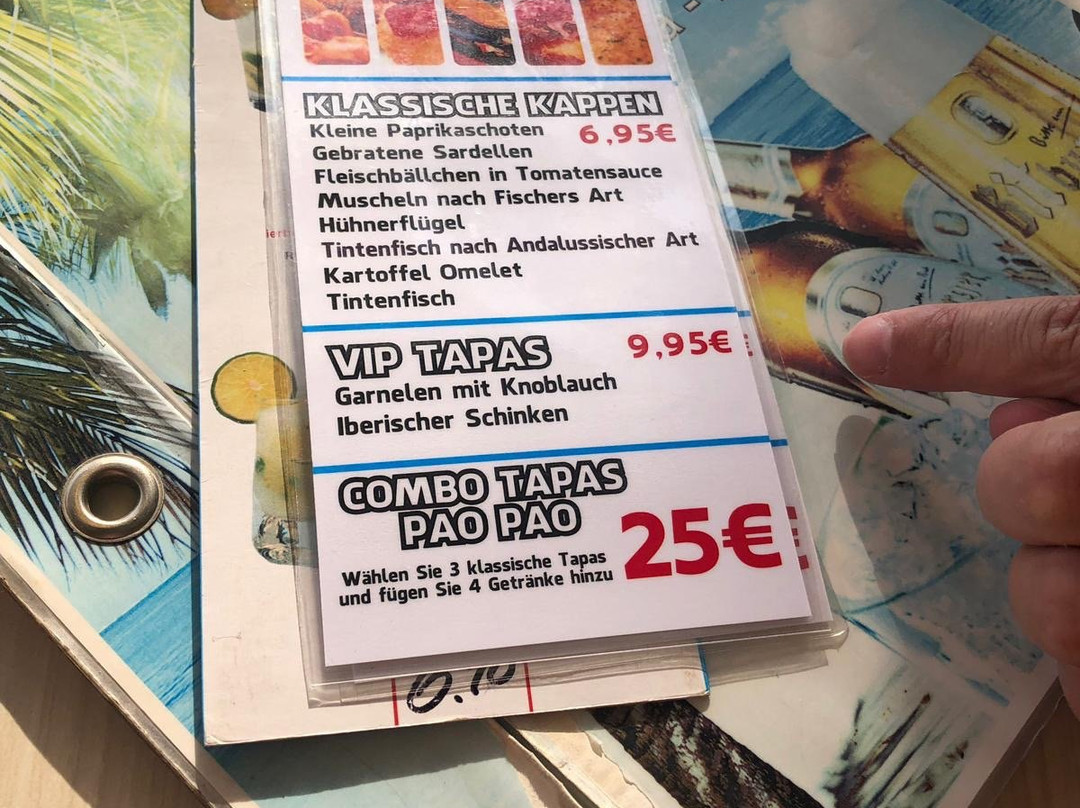 KLASSISCHE KAPPEN
Kleine Paprikaschoten 6,95€
Gebratene Sardellen
Fleischbällchen in Tomatensauce
Muscheln nach Fischers Art
Hühnerflügel
Tintenfisch nach Andalussischer Art
Kartoffel Omelet
Tintenfisch
VIP TAPAS 9,95€
Garnelen mit Knoblauch
Iberischer Schinken
COMBO TAPAS
PAO PAO
25€
Wählen Sie 3 klassische Tapas
und fügen Sie 4 Getränke hinzu